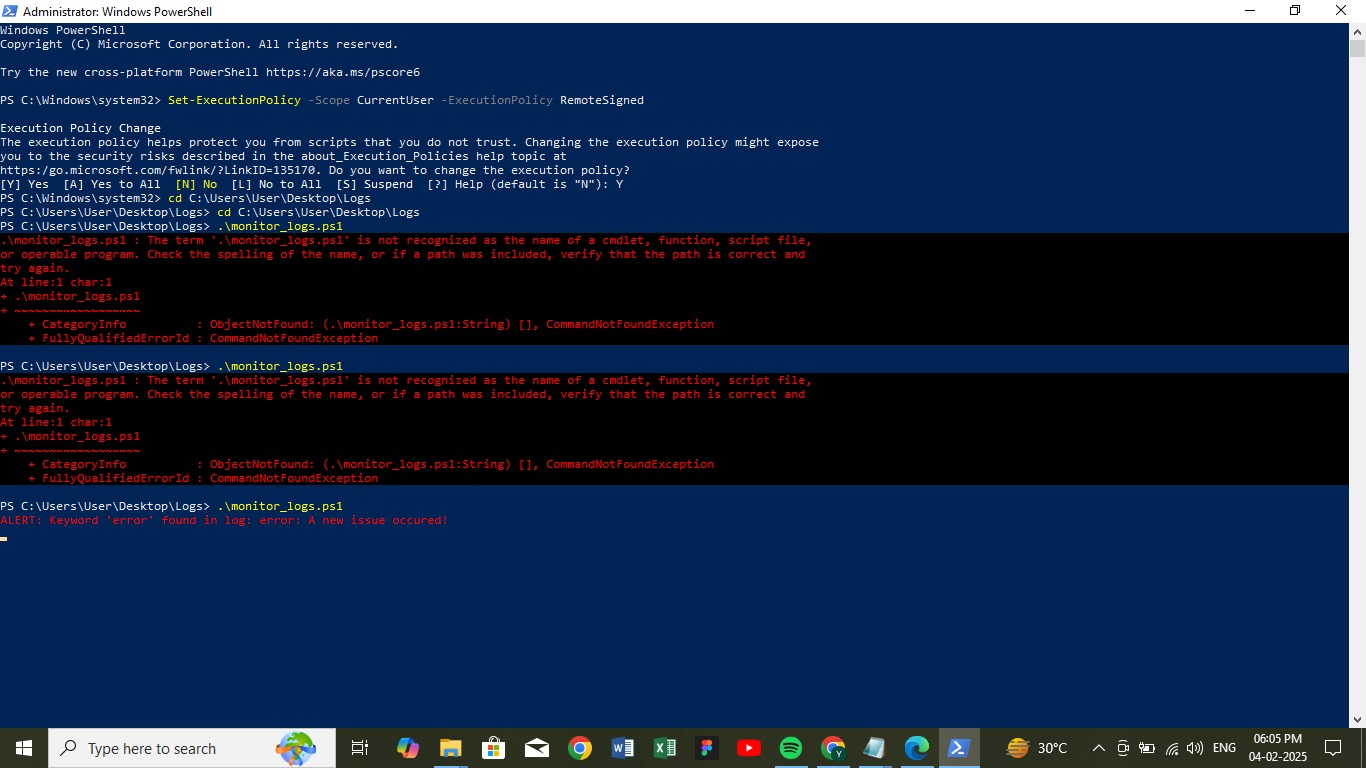 Administrator: Windows PowerShell
Windows PowerShell
Copyright (C) Microsoft Corporation. All rights reserved.
Try the new cross-platform PowerShell https://aka.ms/pscore6
PS C:\Windows\system32> Set-ExecutionPolicy -Scope CurrentUser -ExecutionPolicy RemoteSigned
Execution Policy Change
The execution policy helps protect you from scripts that you do not trust. Changing the execution policy might expose
you to the security risks described in the about_Execution_Policies help topic at
https:/go.microsoft.com/fwlink/?LinkID=135170. Do you want to change the execution policy?
[Y] Yes  [A] Yes to All  [N] No  [L] No to All  [S] Suspend  [?] Help (default is "N"): Y
PS C:\Windows\system32> cd C:\Users\User\Desktop\Logs
PS C:\Users\User\Desktop\Logs> cd C:\Users\User\Desktop\Logs
PS C:\Users\User\Desktop\Logs> .\monitor_logs.ps1
.\monitor_logs.ps1 : The term '.\monitor_logs.ps1' is not recognized as the name of a cmdlet, function, script file,
or operable program. Check the spelling of the name, or if a path was included, verify that the path is correct and
try again.
At line:1 char:1
+ .\monitor_logs.ps1
+ ~~~~~~~~~~~~~~~~~~
    + CategoryInfo          : ObjectNotFound: (.\monitor_logs.ps1:String) [], CommandNotFoundException
    + FullyQualifiedErrorId : CommandNotFoundException
PS C:\Users\User\Desktop\Logs> .\monitor_logs.ps1
.\monitor_logs.ps1 : The term '.\monitor_logs.ps1' is not recognized as the name of a cmdlet, function, script file,
or operable program. Check the spelling of the name, or if a path was included, verify that the path is correct and
try again.
At line:1 char:1
+ .\monitor_logs.ps1
+ ~~~~~~~~~~~~~~~~~~
    + CategoryInfo          : ObjectNotFound: (.\monitor_logs.ps1:String) [], CommandNotFoundException
    + FullyQualifiedErrorId : CommandNotFoundException
PS C:\Users\User\Desktop\Logs> .\monitor_logs.ps1
ALERT: Keyword 'error' found in log: error: A new issue occured!
Type here to search
30°C
ENG
06:05 PM
04-02-2025